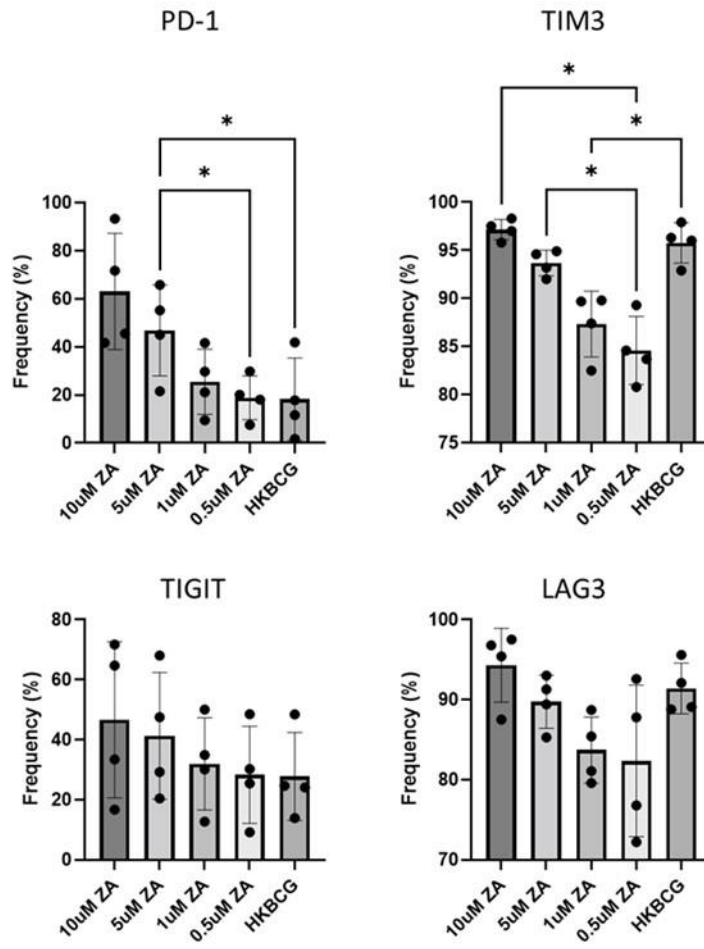 PD-1
*
*
Frequency (%)
100
80
60
40
20
0
10uM ZA
5uM ZA
1uM ZA
0.5uM ZA
HKBCG
TIM3
*
*
*
Frequency (%)
100
95
90
85
80
75
10uM ZA
5uM ZA
1uM ZA
0.5uM ZA
HKBCG
TIGIT
Frequency (%)
80
60
40
20
0
10uM ZA
5uM ZA
1uM ZA
0.5uM ZA
HKBCG
LAG3
Frequency (%)
100
90
80
70
10uM ZA
5uM ZA
1uM ZA
0.5uM ZA
HKBCG